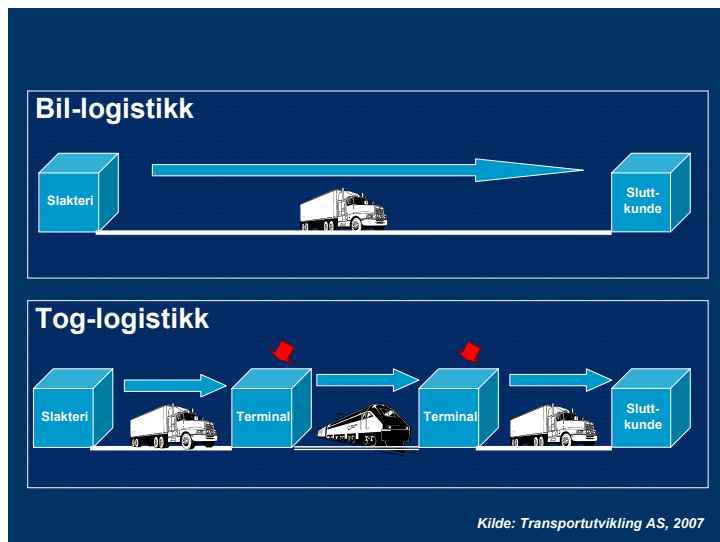 Bil-logistikk
Slakteri
Slutt-
kunde
Tog-logistikk
Slakteri
Terminal
Terminal
Slutt-
kunde
Kilde: Transportutvikling AS, 2007